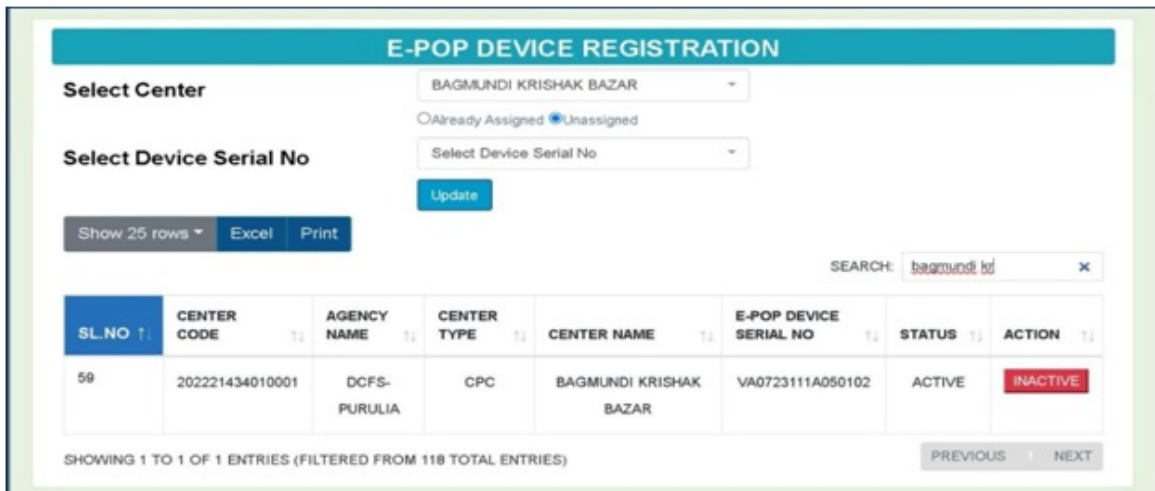 E-POP DEVICE REGISTRATION
Select Center
BAGMUNDI KRISHAK BAZAR
Already Assigned Unassigned
Select Device Serial No
Select Device Serial No
Update
Show 25 rows Excel Print
SEARCH: bagmundi kr
SL.NO CENTER CODE AGENCY NAME CENTER TYPE CENTER NAME E-POP DEVICE SERIAL NO STATUS ACTION
59 202221434010001 DCFS-PURULIA CPC BAGMUNDI KRISHAK BAZAR VA0723111A050102 ACTIVE INACTIVE
SHOWING 1 TO 1 OF 1 ENTRIES (FILTERED FROM 118 TOTAL ENTRIES)
PREVIOUS 1 NEXT